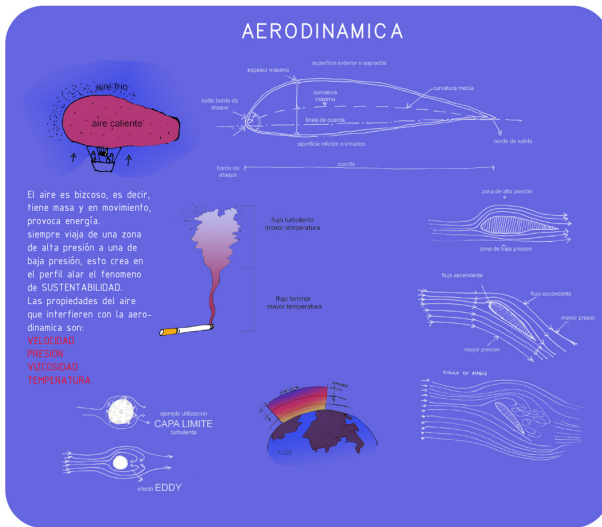 AERODINAMICA
aire frio
aire caliente
superficie exterior o supradós
espesor máximo
radio borde de
ataque
curvatura
máxima
curvatura media
linea de cuerda
borde de salida
borde de
ataque
cuerda
El aire es bizcoso, es decir,
tiene masa y en movimiento,
provoca energía.
siempre viaja de una zona
de alta presión a una de
baja presión, esto crea en
el perfil alar el fenomeno
de SUSTENTABILIDAD.
Las propiedades del aire
que interfieren con la aero-
dinamica son:
VELOCIDAD
PRESION
VIZCOSIDAD
TEMPERATURA
flujo turbulento
menor temperatura
flujo laminar
mayor temperatura
zona de alta presión
zona de baja presion
flujo ascendente
flujo ascendente
menor presion
mayor presion
ejemplo utilizacion
CAPA LIMITE
turbulenta
efecto EDDY